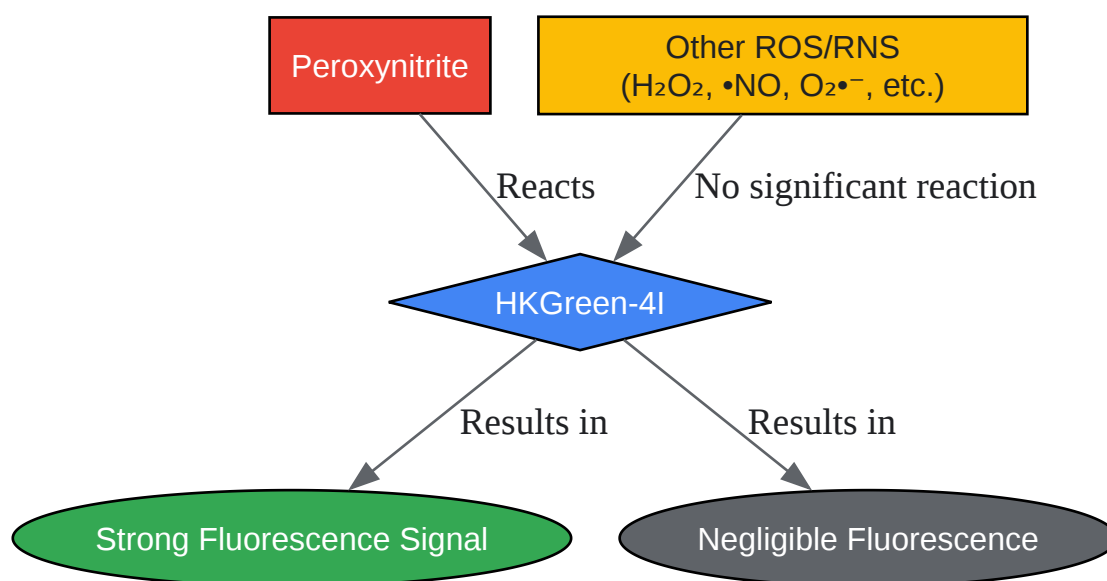 Peroxynitrite
Other ROS/RNS
(H₂O₂, •NO, O₂•⁻, etc.)
Reacts
No significant reaction
HKGreen-4I
Results in
Results in
Strong Fluorescence Signal
Negligible Fluorescence